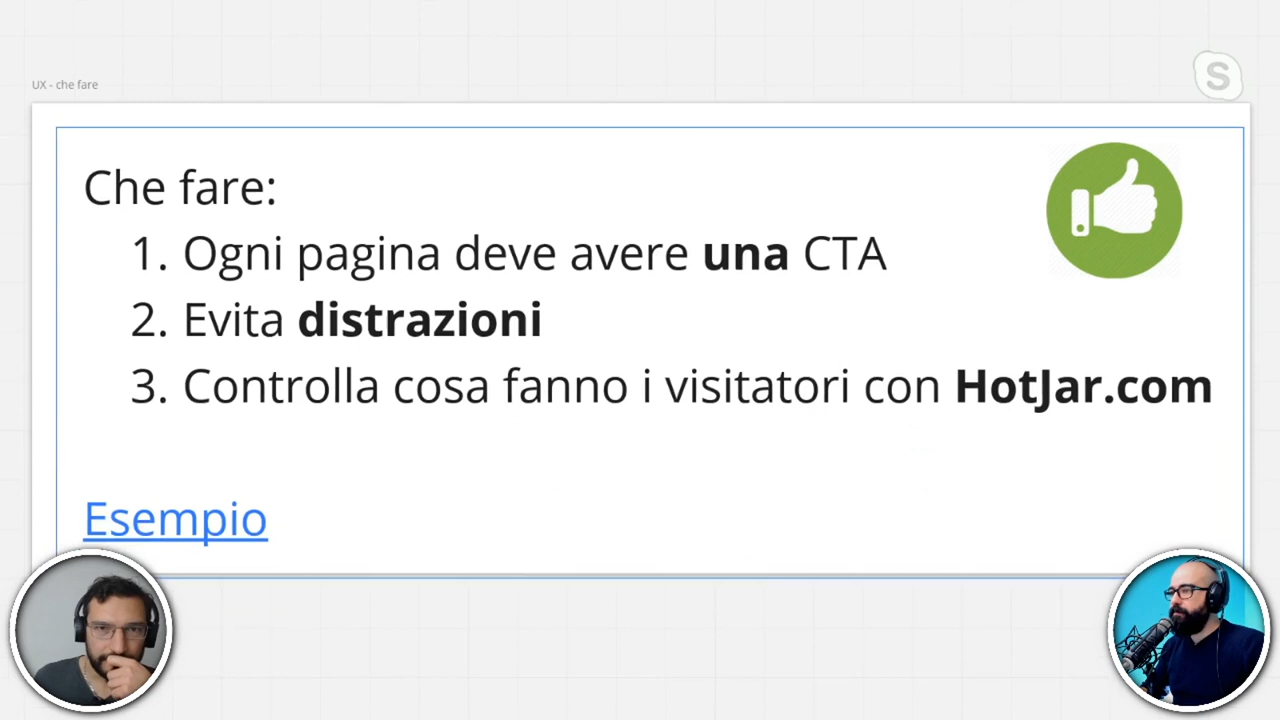 UX - che fare
S
Che fare:
1. Ogni pagina deve avere una CTA
2. Evita distrazioni
3. Controlla cosa fanno i visitatori con HotJar.com
Esempio